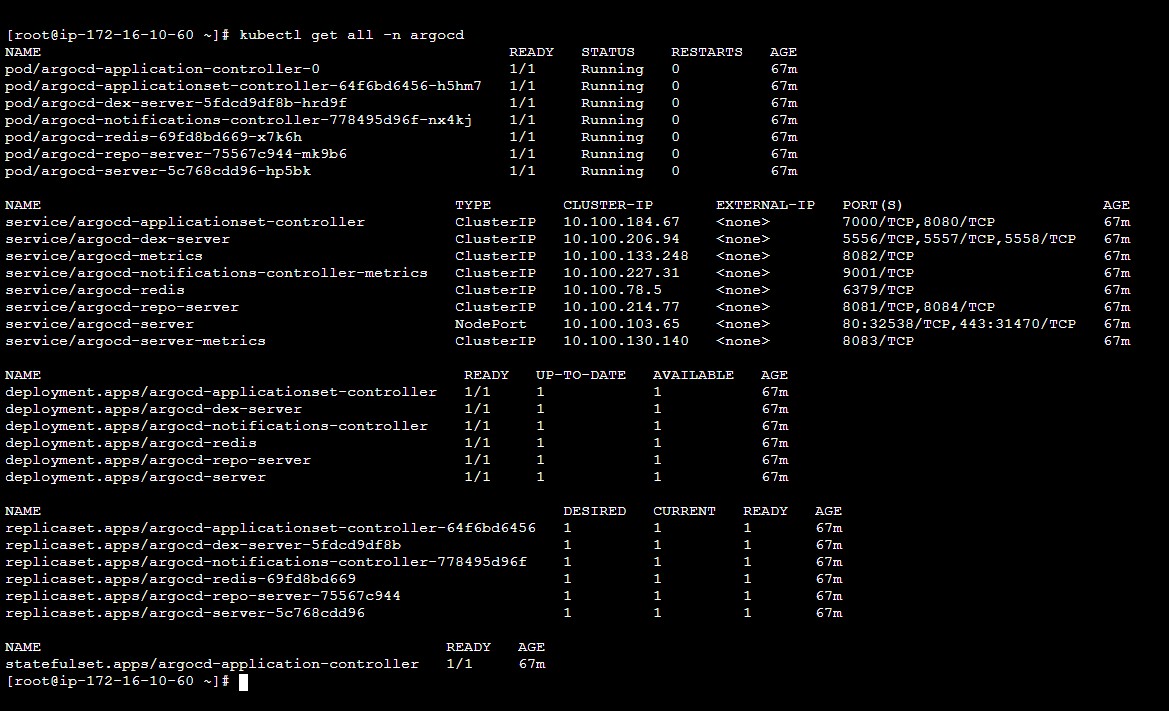 [root@ip-172-16-10-60 ~]# kubectl get all -n argocd
NAME READY STATUS RESTARTS AGE
pod/argocd-application-controller-0 1/1 Running 0 67m
pod/argocd-applicationset-controller-64f6bd6456-h5hm7 1/1 Running 0 67m
pod/argocd-dex-server-5fdcd9df8b-hrd9f 1/1 Running 0 67m
pod/argocd-notifications-controller-778495d96f-nx4kj 1/1 Running 0 67m
pod/argocd-redis-69fd8bd669-x7k6h 1/1 Running 0 67m
pod/argocd-repo-server-75567c944-mk9b6 1/1 Running 0 67m
pod/argocd-server-5c768cdd96-hp5bk 1/1 Running 0 67m
NAME TYPE CLUSTER-IP EXTERNAL-IP PORT(S) AGE
service/argocd-applicationset-controller ClusterIP 10.100.184.67 <none> 7000/TCP,8080/TCP 67m
service/argocd-dex-server ClusterIP 10.100.206.94 <none> 5556/TCP,5557/TCP,5558/TCP 67m
service/argocd-metrics ClusterIP 10.100.133.248 <none> 8082/TCP 67m
service/argocd-notifications-controller-metrics ClusterIP 10.100.227.31 <none> 9001/TCP 67m
service/argocd-redis ClusterIP 10.100.78.5 <none> 6379/TCP 67m
service/argocd-repo-server ClusterIP 10.100.214.77 <none> 8081/TCP,8084/TCP 67m
service/argocd-server NodePort 10.100.103.65 <none> 80:32538/TCP,443:31470/TCP 67m
service/argocd-server-metrics ClusterIP 10.100.130.140 <none> 8083/TCP 67m
NAME READY UP-TO-DATE AVAILABLE AGE
deployment.apps/argocd-applicationset-controller 1/1 1 1 67m
deployment.apps/argocd-dex-server 1/1 1 1 67m
deployment.apps/argocd-notifications-controller 1/1 1 1 67m
deployment.apps/argocd-redis 1/1 1 1 67m
deployment.apps/argocd-repo-server 1/1 1 1 67m
deployment.apps/argocd-server 1/1 1 1 67m
NAME DESIRED CURRENT READY AGE
replicaset.apps/argocd-applicationset-controller-64f6bd6456 1 1 1 67m
replicaset.apps/argocd-dex-server-5fdcd9df8b 1 1 1 67m
replicaset.apps/argocd-notifications-controller-778495d96f 1 1 1 67m
replicaset.apps/argocd-redis-69fd8bd669 1 1 1 67m
replicaset.apps/argocd-repo-server-75567c944 1 1 1 67m
replicaset.apps/argocd-server-5c768cdd96 1 1 1 67m
NAME READY AGE
statefulset.apps/argocd-application-controller 1/1 67m
[root@ip-172-16-10-60 ~]#